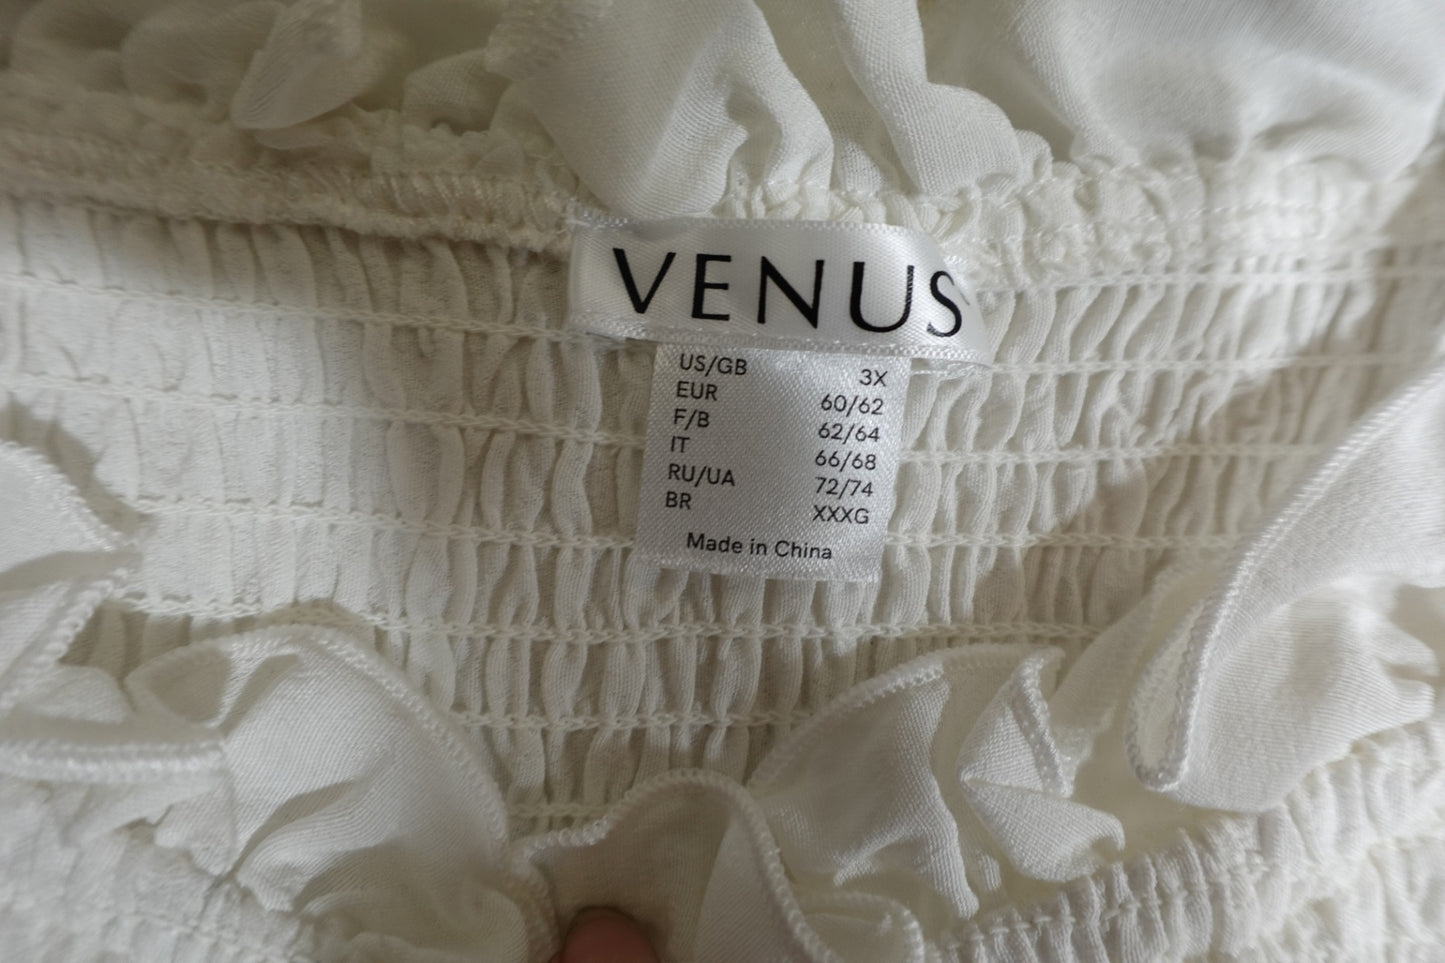 VENUS
US/GB 3X
EUR 60/62
F/B 62/64
IT 66/68
RU/UA 72/74
BR XXXG
Made in China